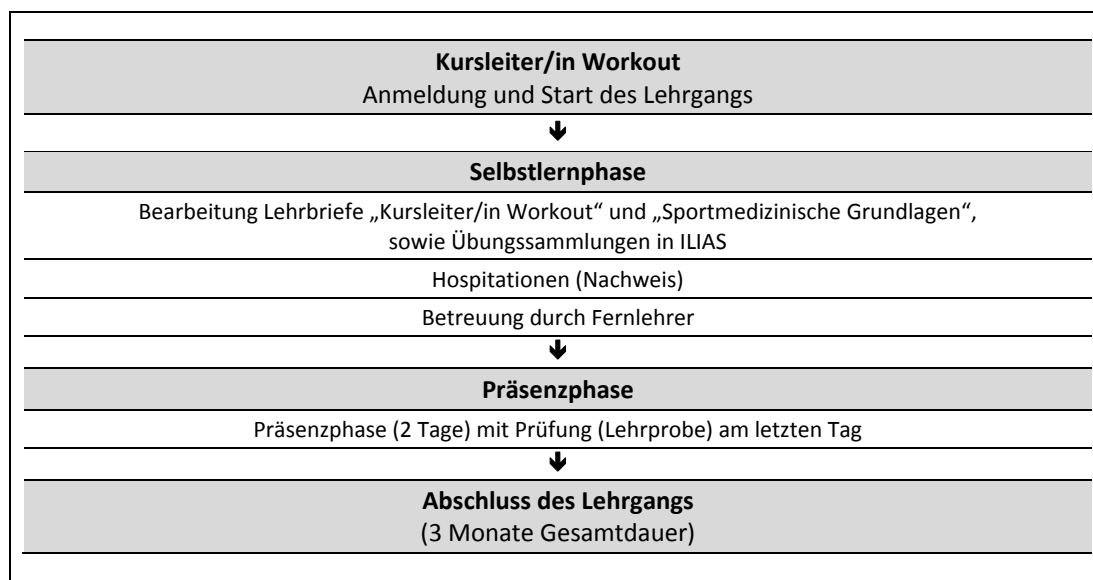 Kursleiter/in Workout
Anmeldung und Start des Lehrgangs
🡻
Selbstlernphase
Bearbeitung Lehrbriefe „Kursleiter/in Workout“ und „Sportmedizinische Grundlagen“,
sowie Übungssammlungen in ILIAS
Hospitationen (Nachweis)
Betreuung durch Fernlehrer
🡻
Präsenzphase
Präsenzphase (2 Tage) mit Prüfung (Lehrprobe) am letzten Tag
🡻
Abschluss des Lehrgangs
(3 Monate Gesamtdauer)